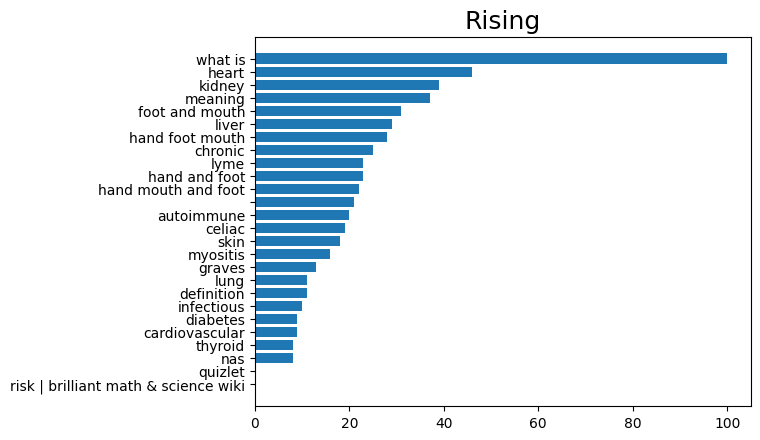 Rising
what is
heart
kidney
meaning
foot and mouth
liver
hand foot mouth
chronic
lyme
hand and foot
hand mouth and foot
autoimmune
celiac
skin
myositis
graves
lung
definition
infectious
diabetes
cardiovascular
thyroid
nas
quizlet
risk | brilliant math & science wiki
0 20 40 60 80 100